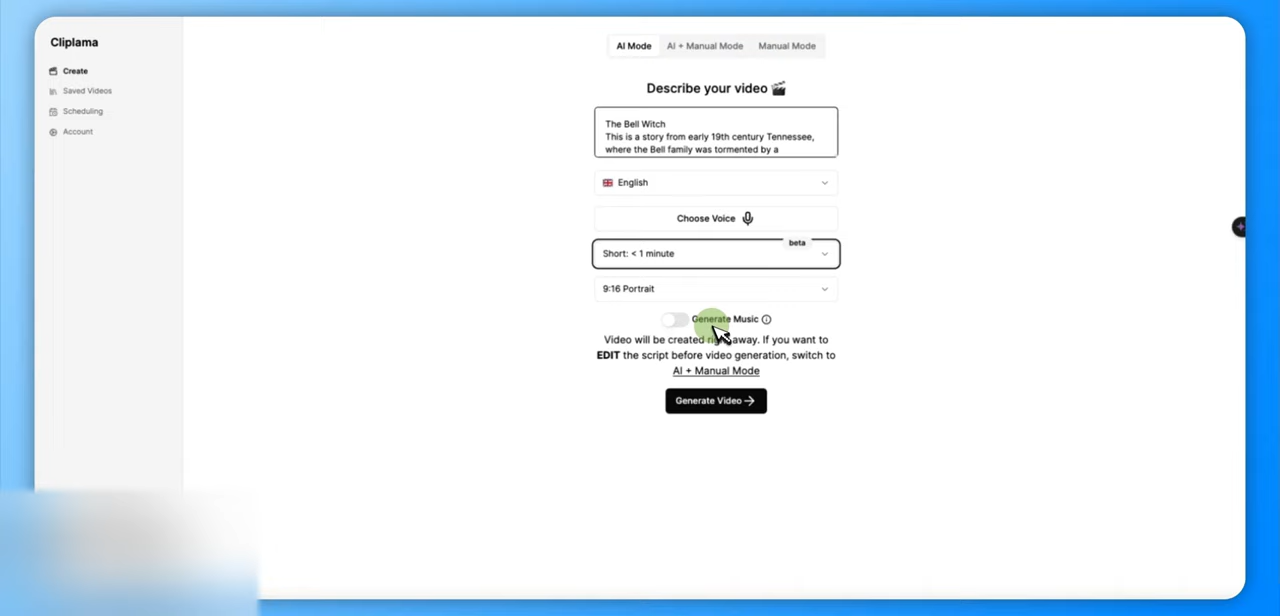 Cliplama
Create
Saved Videos
Scheduling
Account
AI Mode
AI + Manual Mode
Manual Mode
Describe your video
The Bell Witch
This is a story from early 19th century Tennessee,
where the Bell family was tormented by a
English
Choose Voice
beta
Short: < 1 minute
9:16 Portrait
Generate Music
Video will be created right away. If you want to
EDIT the script before video generation, switch to
AI + Manual Mode
Generate Video